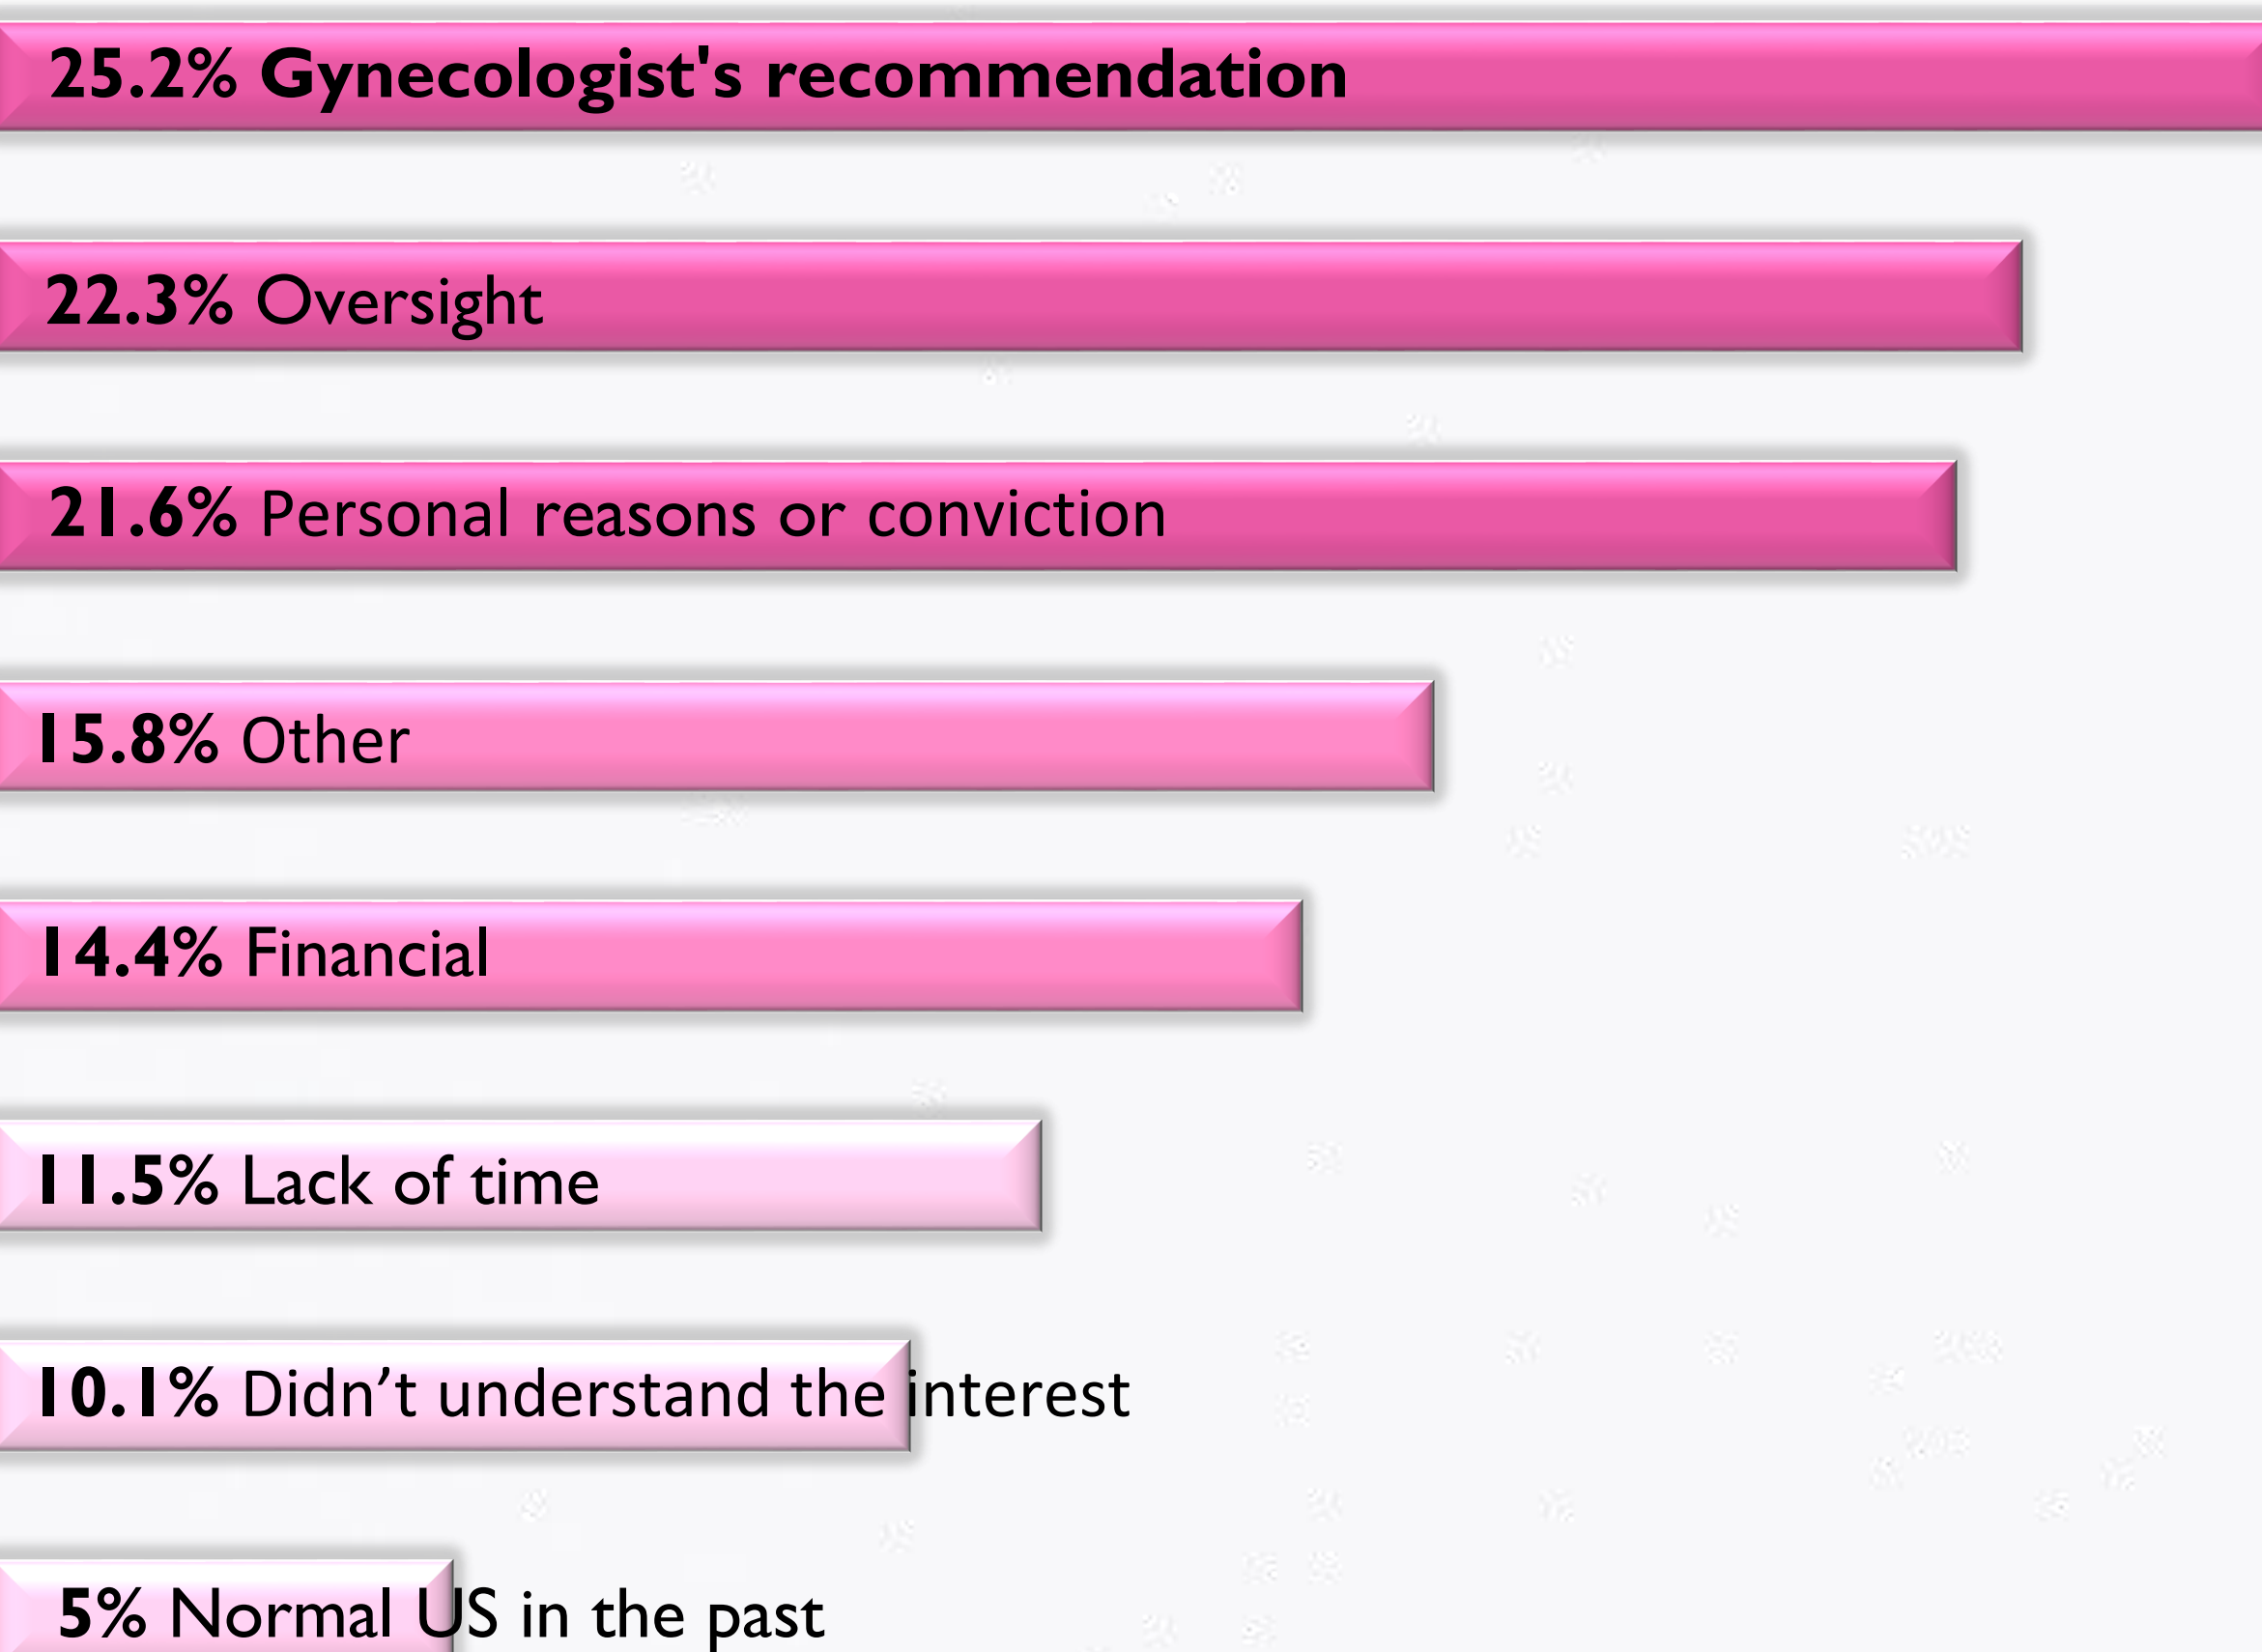 25.2% Gynecologist's recommendation
22.3% Oversight
21.6% Personal reasons or conviction
15.8% Other
14.4% Financial
11.5% Lack of time
10.1% Didn’t understand the interest
5% Normal US in the past